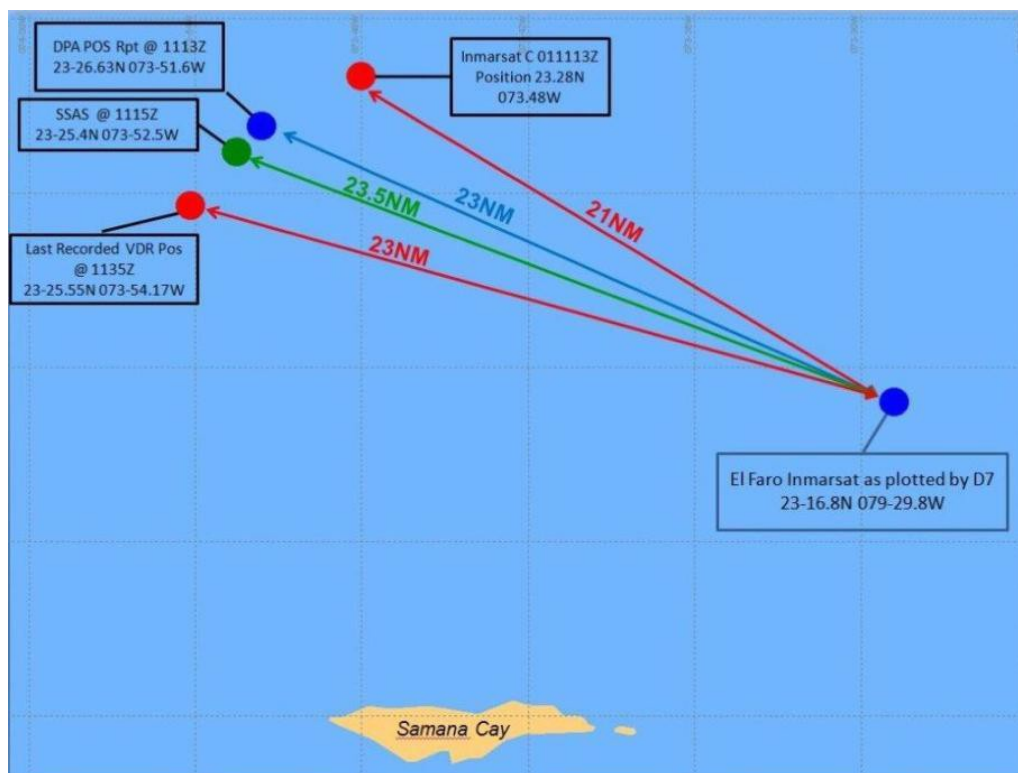 DPA POS Rpt @ 1113Z
23-26.63N 073-51.6W
SSAS @ 1115Z
23-25.4N 073-52.5W
Inmarsat C 011113Z
Position 23.28N
073.48W
Last Recorded VDR Pos
@ 1135Z
23-25.55N 073-54.17W
23.5NM
23NM
21NM
23NM
El Faro Inmarsat as plotted by D7
23-16.8N 079-29.8W
Samana Cay